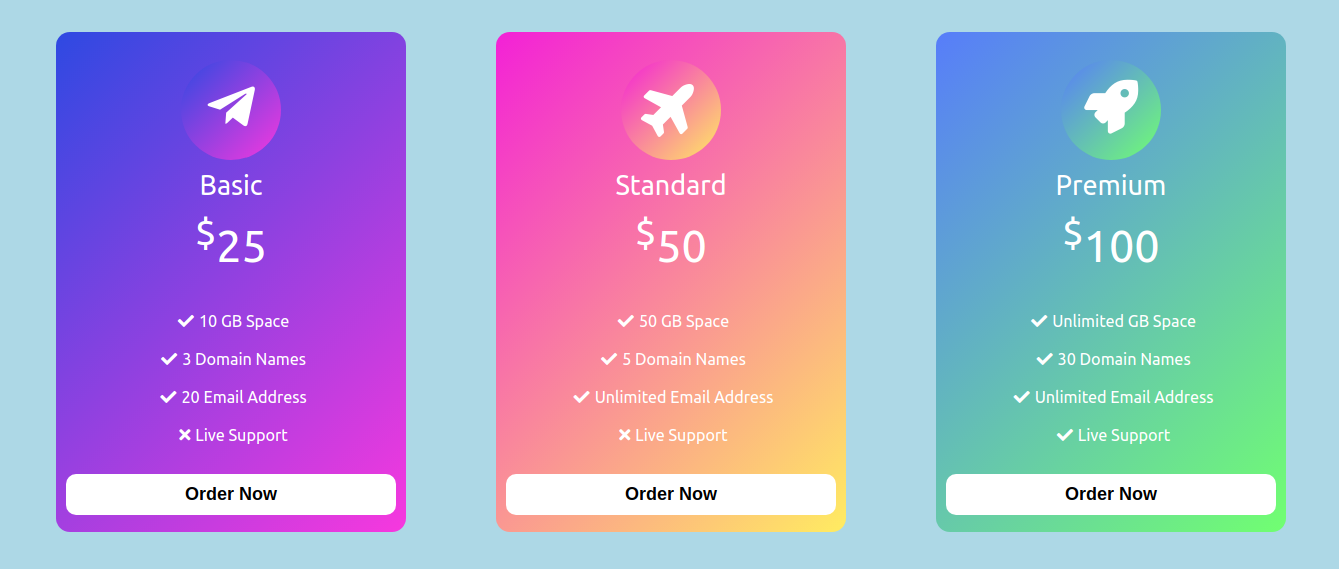 Basic
$25
10 GB Space
3 Domain Names
20 Email Address
Live Support
Order Now
Standard
$50
50 GB Space
5 Domain Names
Unlimited Email Address
Live Support
Order Now
Premium
$100
Unlimited GB Space
30 Domain Names
Unlimited Email Address
Live Support
Order Now